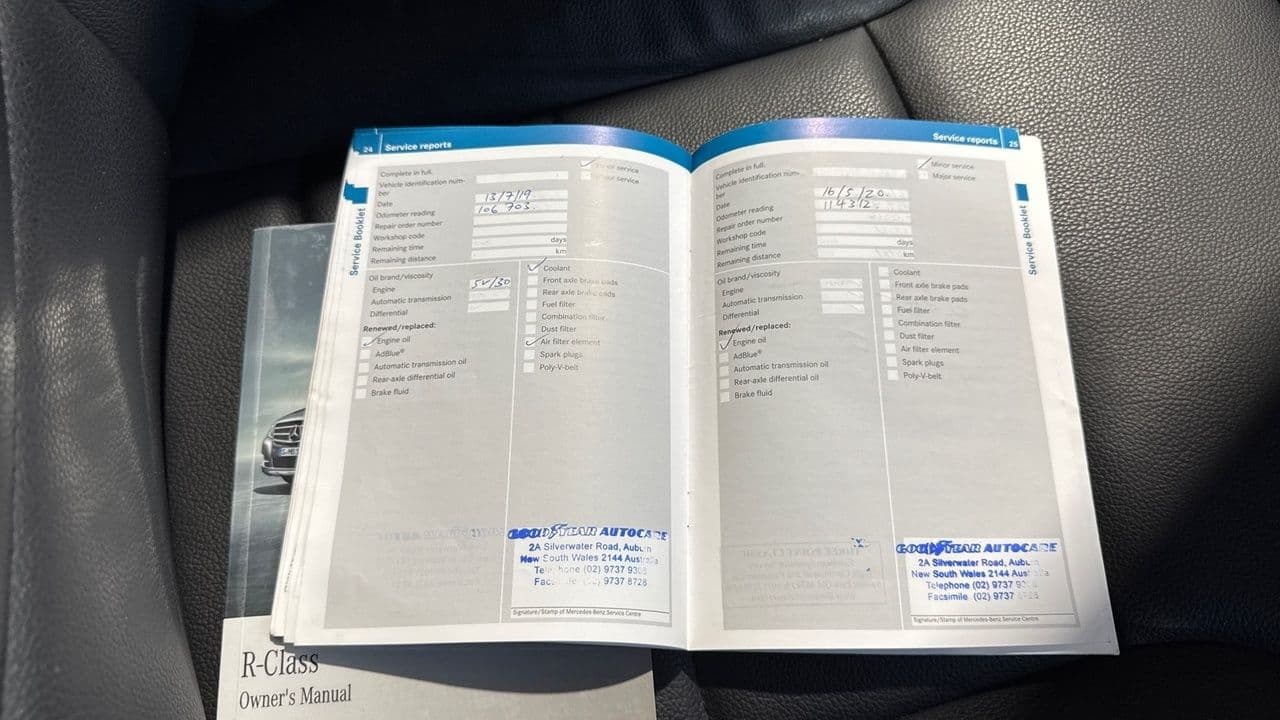 24 Service reports
Complete in full.
Vehicle identification num-
ber
Date 13/7/19.
Odometer reading 106 703.
Repair order number
Workshop code
Remaining time days
Remaining distance km
service
service
Oil brand/viscosity
Engine 5W/30
Automatic transmission
Differential
Renewed/replaced:
Engine oil
AdBlue®
Automatic transmission oil
Rear-axle differential oil
Brake fluid
Coolant
Front axle brake pads
Rear axle brake pads
Fuel filter
Combination filter
Dust filter
Air filter element
Spark plugs
Poly-V-belt
GOODYEAR AUTOCARE
2A Silverwater Road, Auburn
New South Wales 2144 Australia
Telephone (02) 9737
9737 8728
Signature/Stamp of Mercedes-Benz Service Centre
Service Booklet
Service reports 25
Complete in full.
Vehicle identification num-
ber
Date 16/5/20.
Odometer reading 114312
Repair order number
Workshop code
Remaining time days
Remaining distance km
Minor service
Major service
Oil brand/viscosity
Engine
Automatic transmission
Differential
Renewed/replaced:
Engine oil
AdBlue®
Automatic transmission oil
Rear-axle differential oil
Brake fluid
Coolant
Front axle brake pads
Rear axle brake pads
Fuel filter
Combination filter
Dust filter
Air filter element
Spark plugs
Poly-V-belt
GOODYEAR AUTOCARE
2A Silverwater Road, Auburn
New South Wales 2144 Australia
Telephone (02) 9737
Facsimile (02) 9737
Signature/Stamp of Mercedes-Benz Service Centre
Service Booklet
R-Class
Owner's Manual